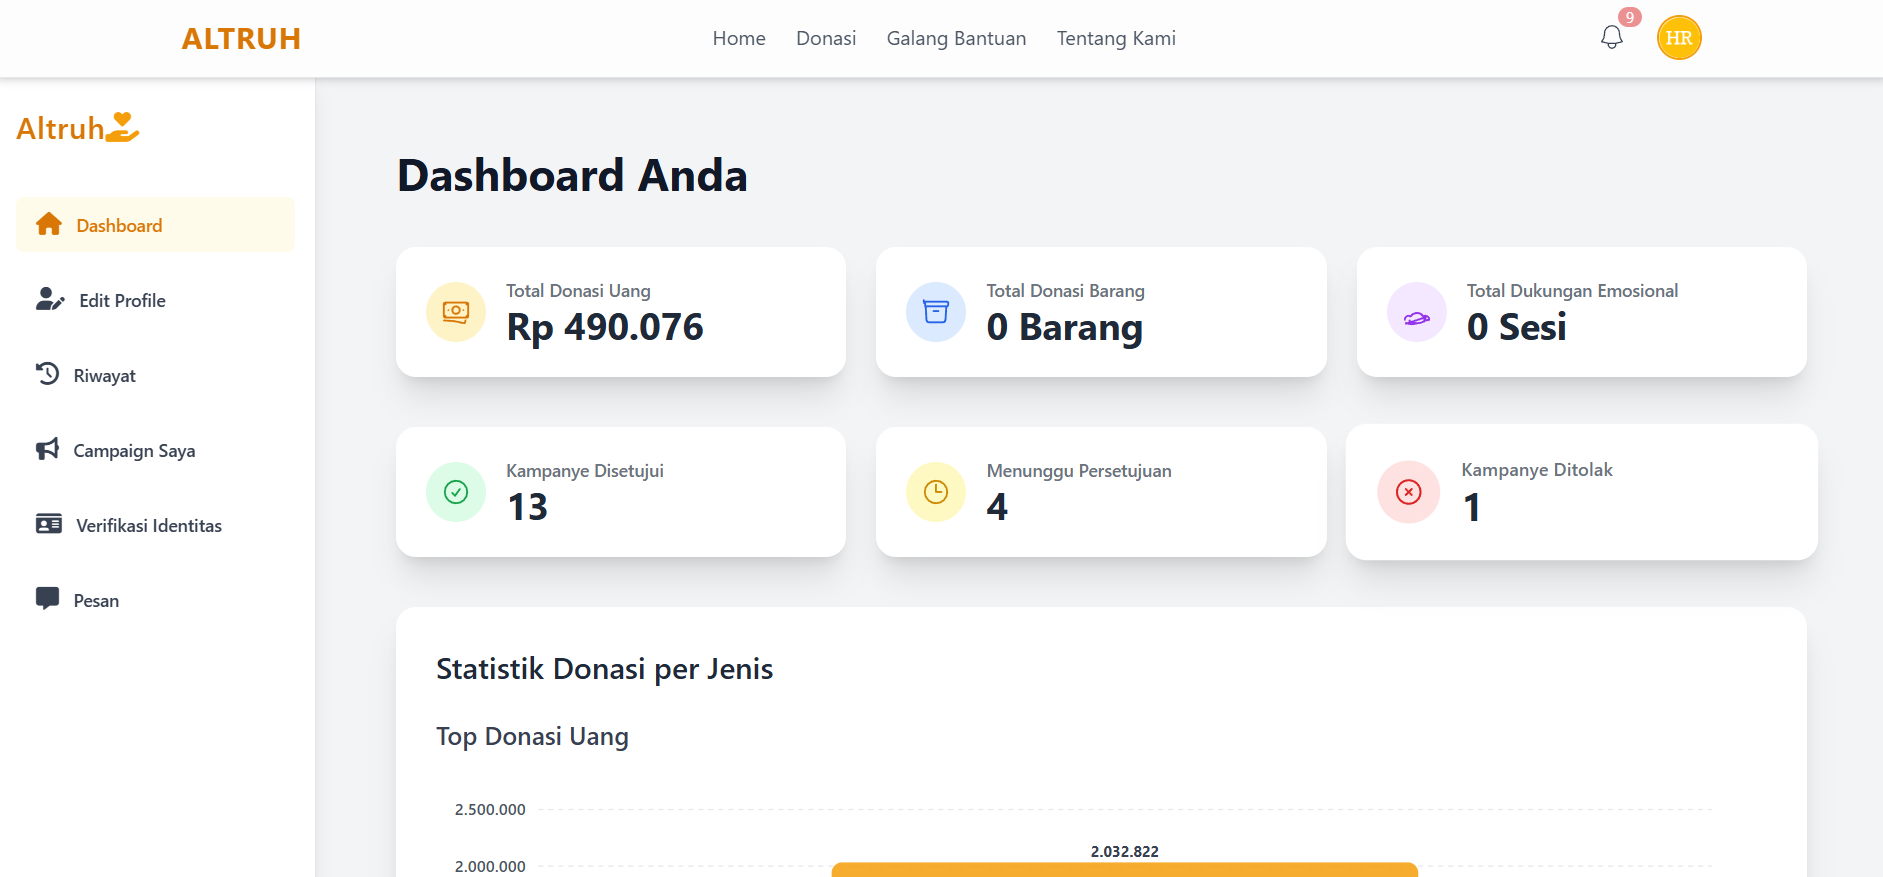 ALTRUH
Home
Donasi
Galang Bantuan
Tentang Kami
9
HR
Altruh
Dashboard
Edit Profile
Riwayat
Campaign Saya
Verifikasi Identitas
Pesan
Dashboard Anda
Total Donasi Uang
Rp 490.076
Total Donasi Barang
0 Barang
Total Dukungan Emosional
0 Sesi
Kampanye Disetujui
13
Menunggu Persetujuan
4
Kampanye Ditolak
1
Statistik Donasi per Jenis
Top Donasi Uang
2.500.000
2.032.822
2.000.000